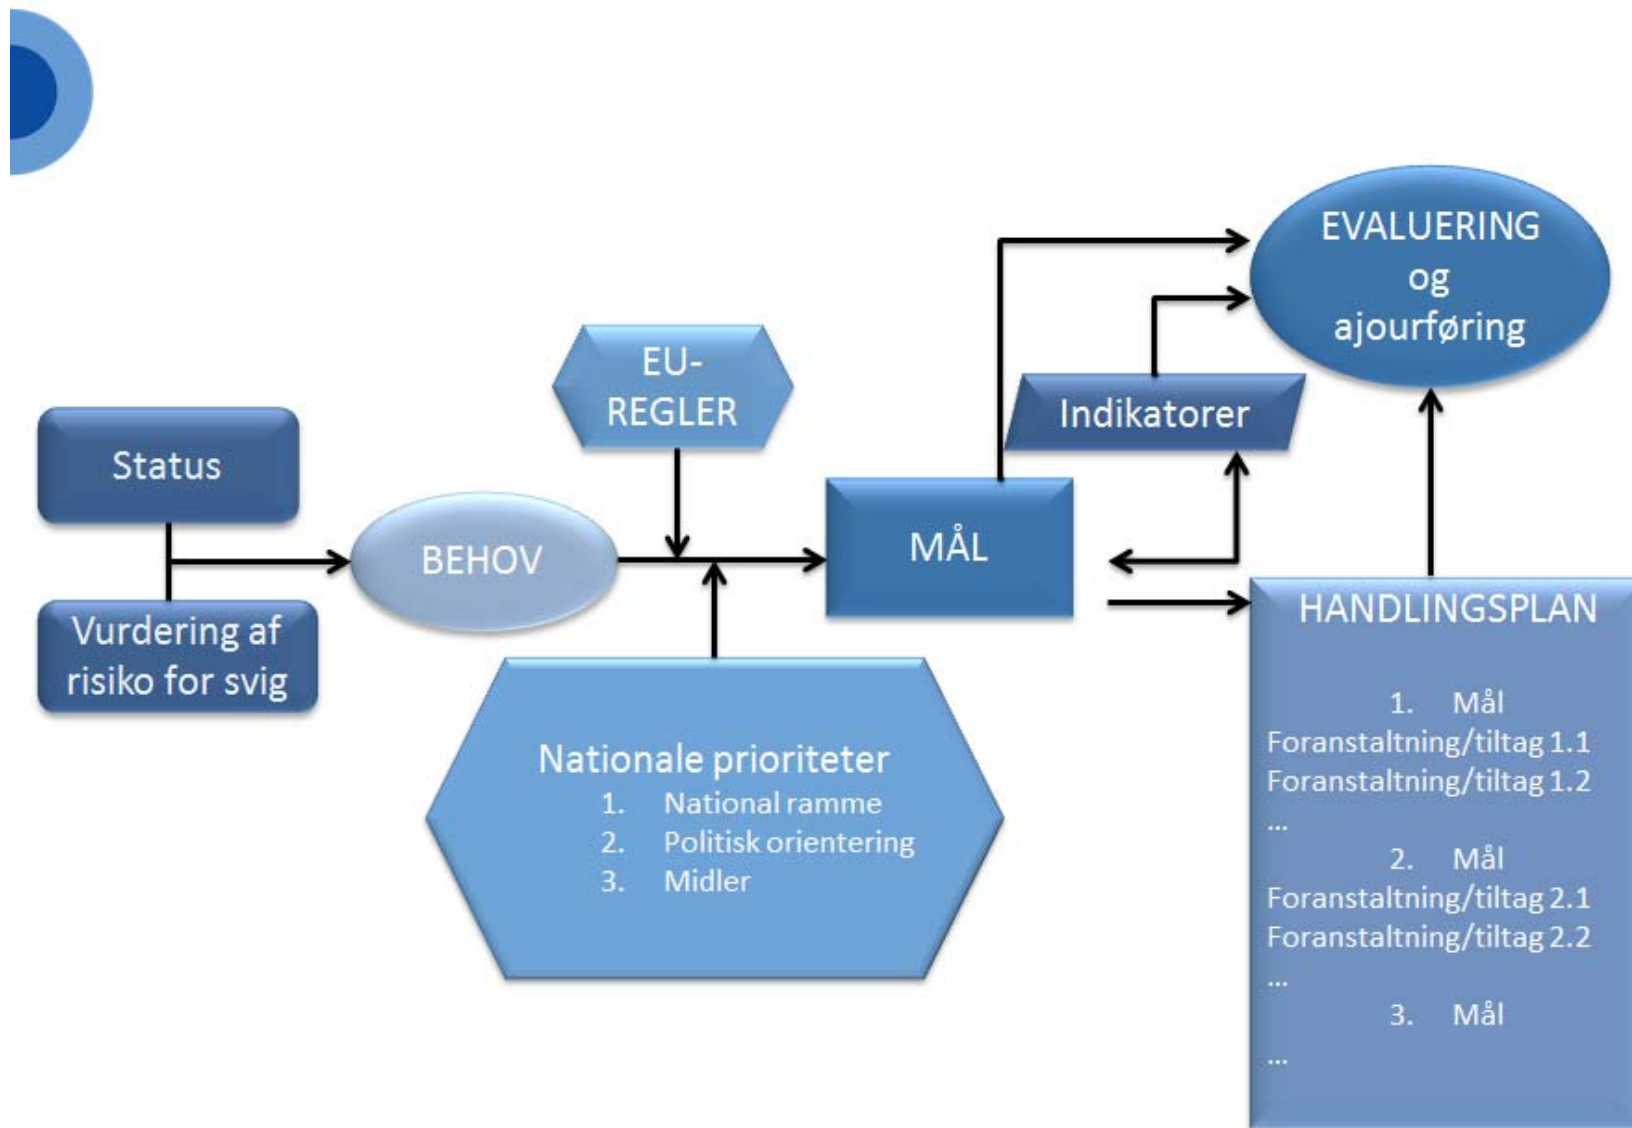 Status
Vurdering af
risiko for svig
BEHOV
EU-
REGLER
Nationale prioriteter
1. National ramme
2. Politisk orientering
3. Midler
MÅL
Indikatorer
EVALUERING
og
ajourføring
HANDLINGSPLAN
1. Mål
Foranstaltning/tiltag 1.1
Foranstaltning/tiltag 1.2
...
2. Mål
Foranstaltning/tiltag 2.1
Foranstaltning/tiltag 2.2
...
3. Mål
...